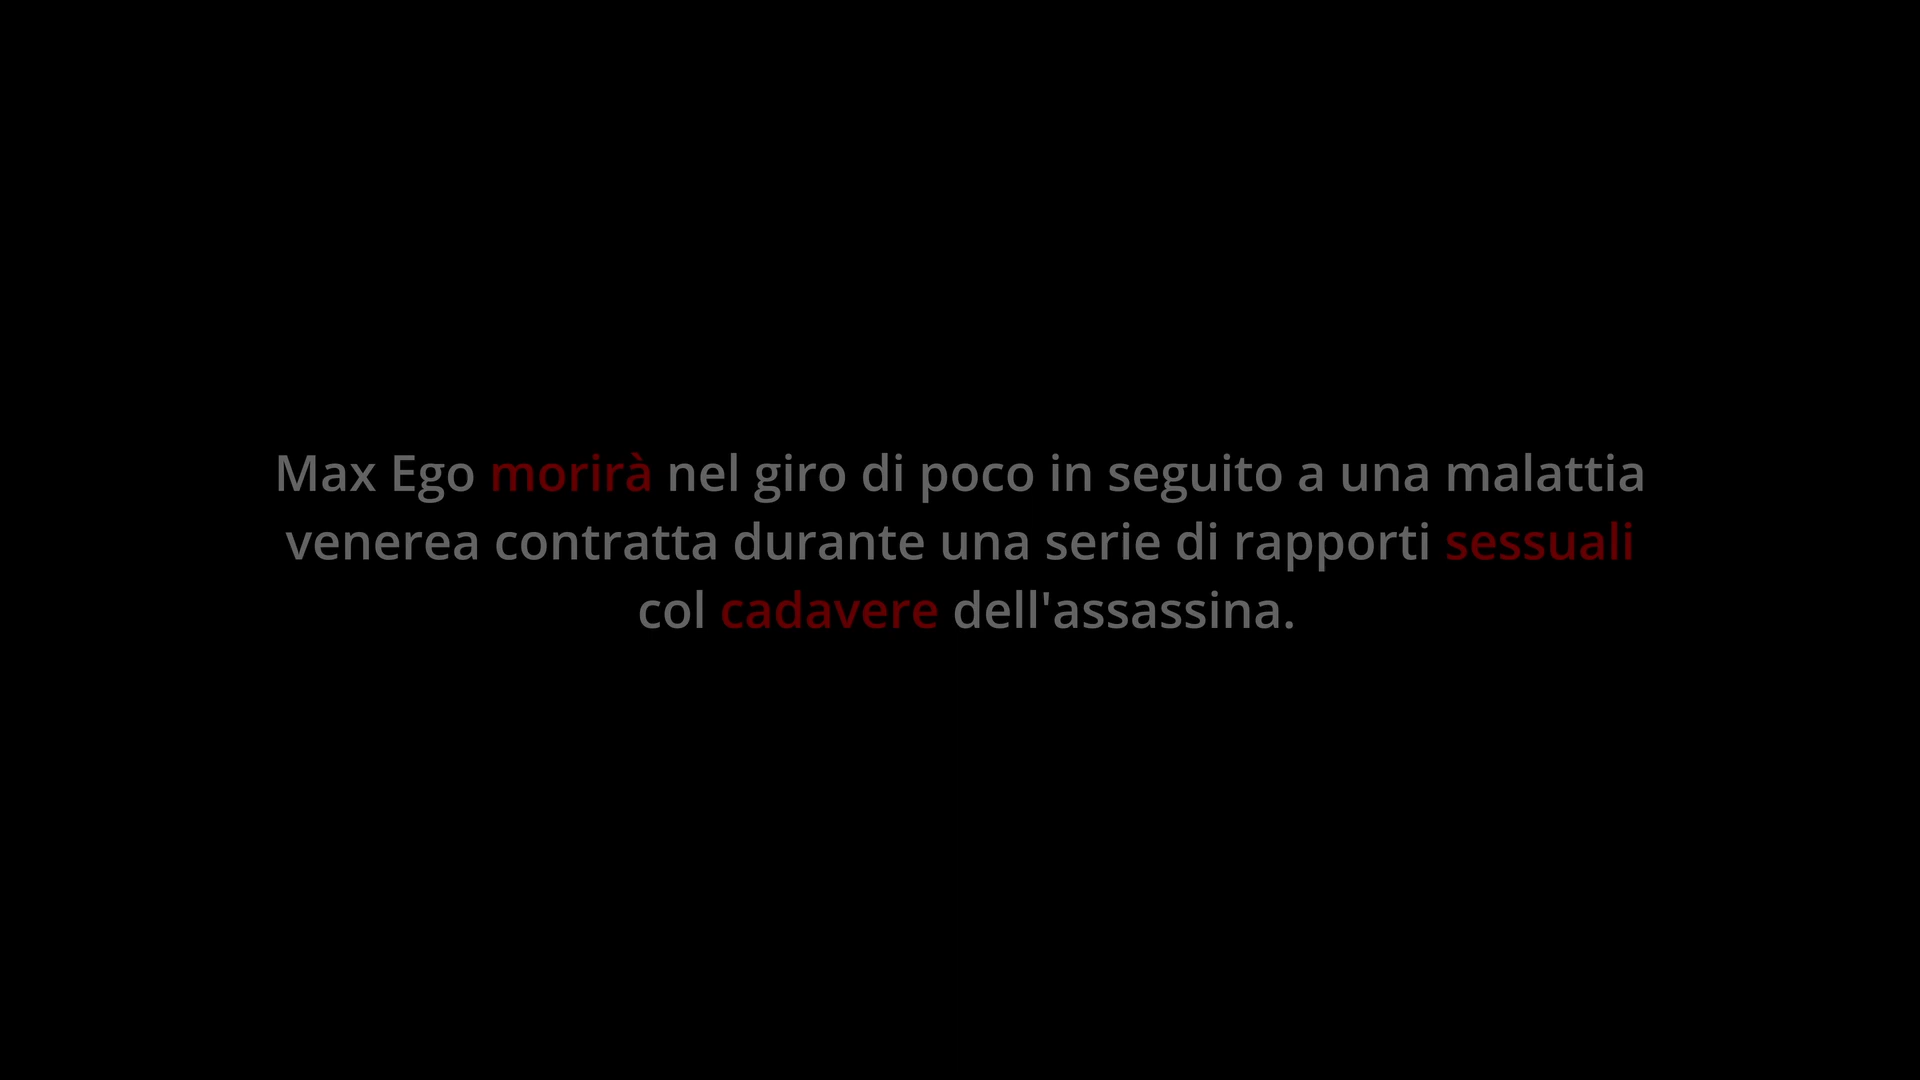 Max Ego morirà nel giro di poco in seguito a una malattia
venerea contratta durante una serie di rapporti sessuali
col cadavere dell'assassina.